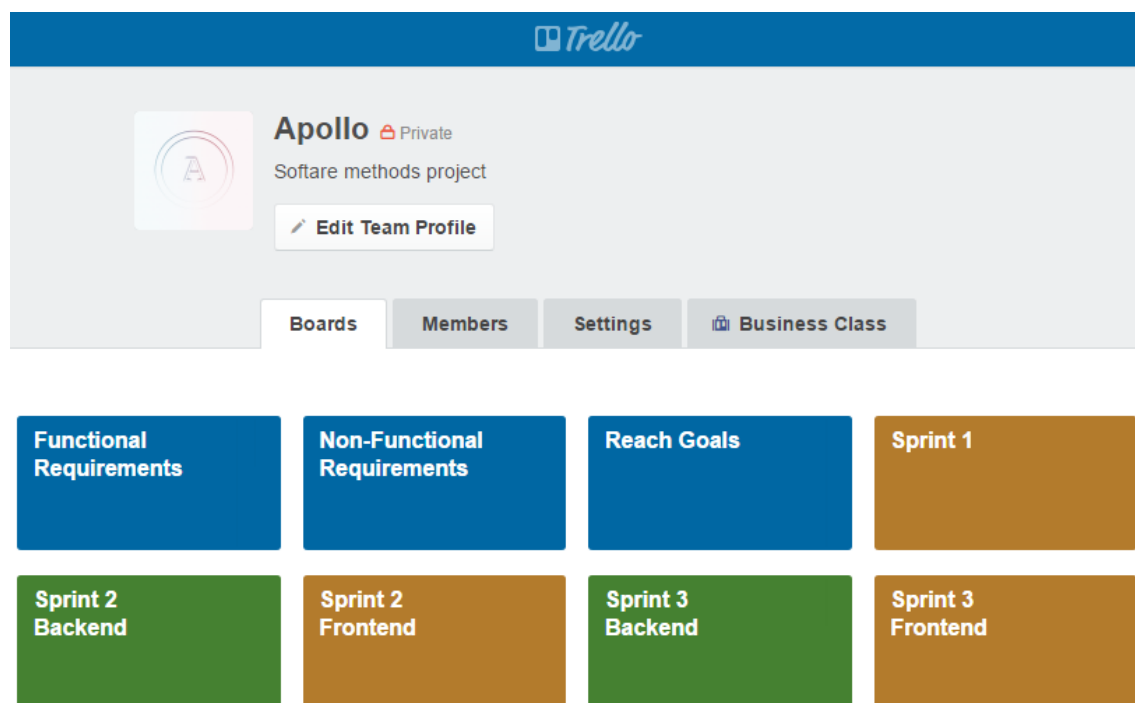 Trello
Apollo Private
Softare methods project
A
Edit Team Profile
Boards Members Settings Business Class
Functional
Requirements
Non-Functional
Requirements
Reach Goals
Sprint 1
Sprint 2
Backend
Sprint 2
Frontend
Sprint 3
Backend
Sprint 3
Frontend